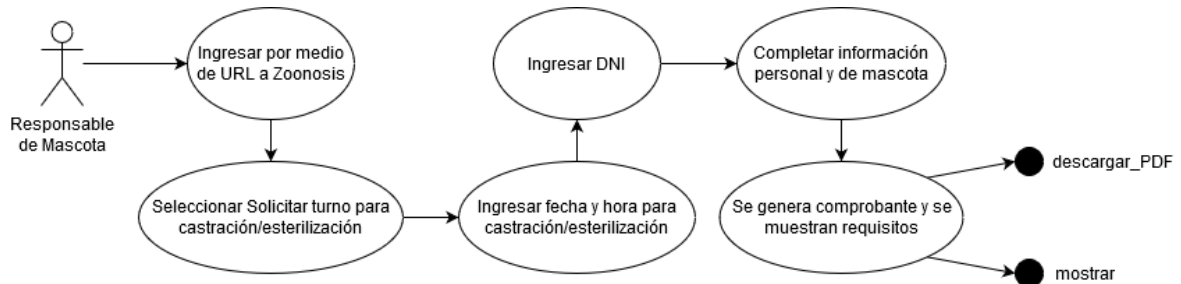 Responsable
de Mascota
Ingresar por medio
de URL a Zoonosis
Seleccionar Solicitar turno para
castración/esterilización
Ingresar fecha y hora para
castración/esterilización
Ingresar DNI
Completar información
personal y de mascota
Se genera comprobante y se
muestran requisitos
descargar_PDF
mostrar